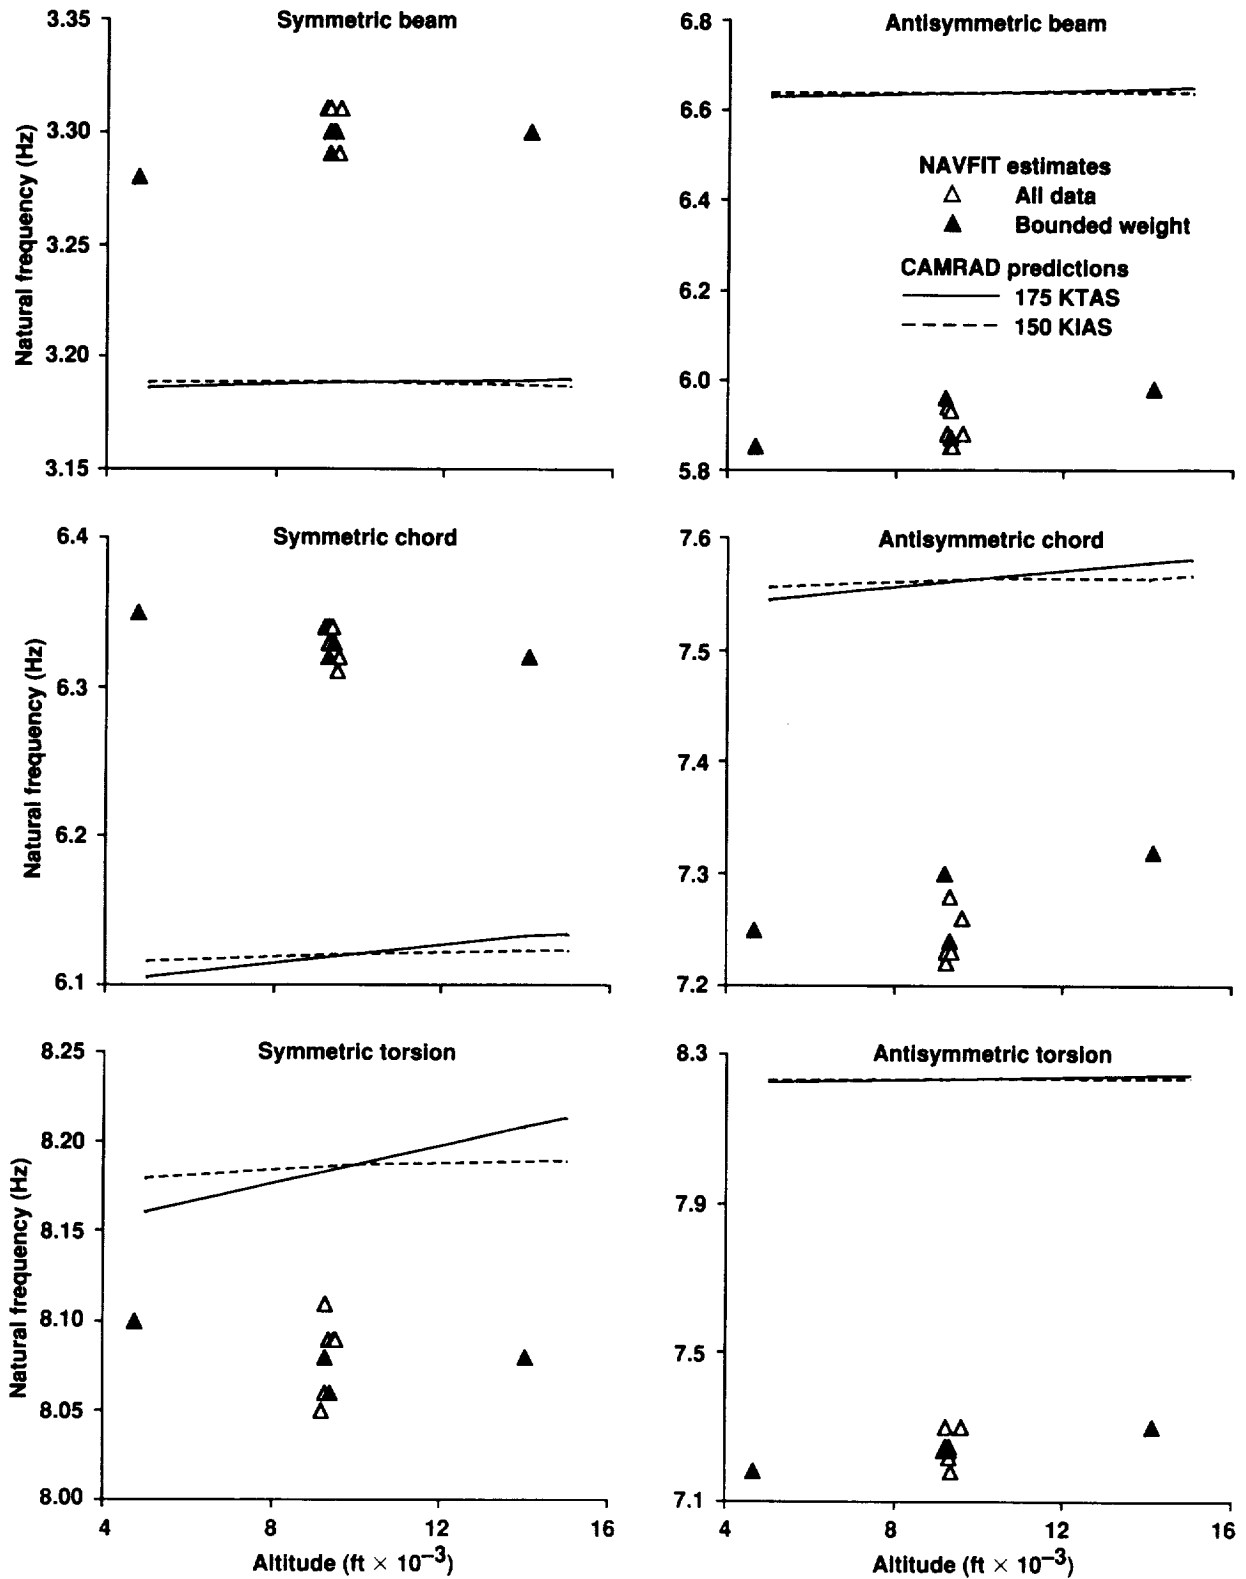 Symmetric beam
3.35
3.30
3.25
3.20
3.15
Natural frequency (Hz)
Antisymmetric beam
6.8
6.6
6.4
6.2
6.0
5.8
NAVFIT estimates
All data
Bounded weight
CAMRAD predictions
175 KTAS
150 KIAS
Symmetric chord
6.4
6.3
6.2
6.1
Natural frequency (Hz)
Antisymmetric chord
7.6
7.5
7.4
7.3
7.2
Symmetric torsion
8.25
8.20
8.15
8.10
8.05
8.00
Natural frequency (Hz)
4 8 12 16
Altitude (ft × 10⁻³)
Antisymmetric torsion
8.3
7.9
7.5
7.1
4 8 12 16
Altitude (ft × 10⁻³)